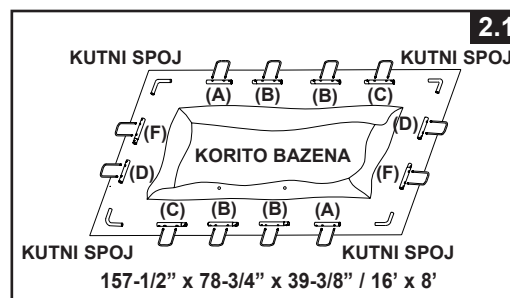 2.1
KUTNI SPOJ KUTNI SPOJ
(A) (B) (B) (C)
(F) (D)
KORITO BAZENA
(D) (F)
(C) (B) (B) (A)
KUTNI SPOJ KUTNI SPOJ
157-1/2” x 78-3/4” x 39-3/8” / 16’ x 8’